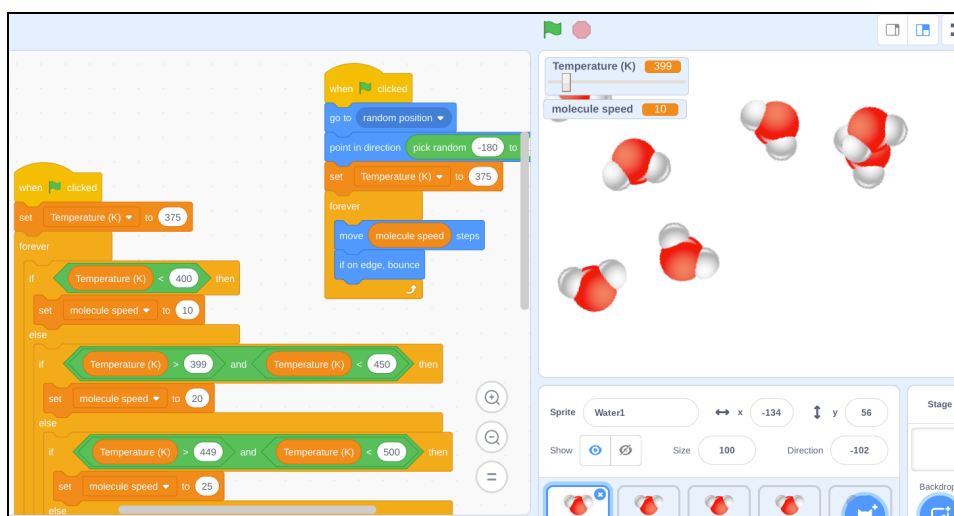 when clicked
go to random position
point in direction pick random -180 to
set Temperature (K) to 375
forever
move molecule speed steps
if on edge, bounce
when clicked
set Temperature (K) to 375
forever
if Temperature (K) < 400 then
set molecule speed to 10
else
if Temperature (K) > 399 and Temperature (K) < 450 then
set molecule speed to 20
else
if Temperature (K) > 449 and Temperature (K) < 500 then
set molecule speed to 25
else
Temperature (K) 399
molecule speed 10
Sprite Water1 x -134 y 56
Show Size 100 Direction -102
Stage